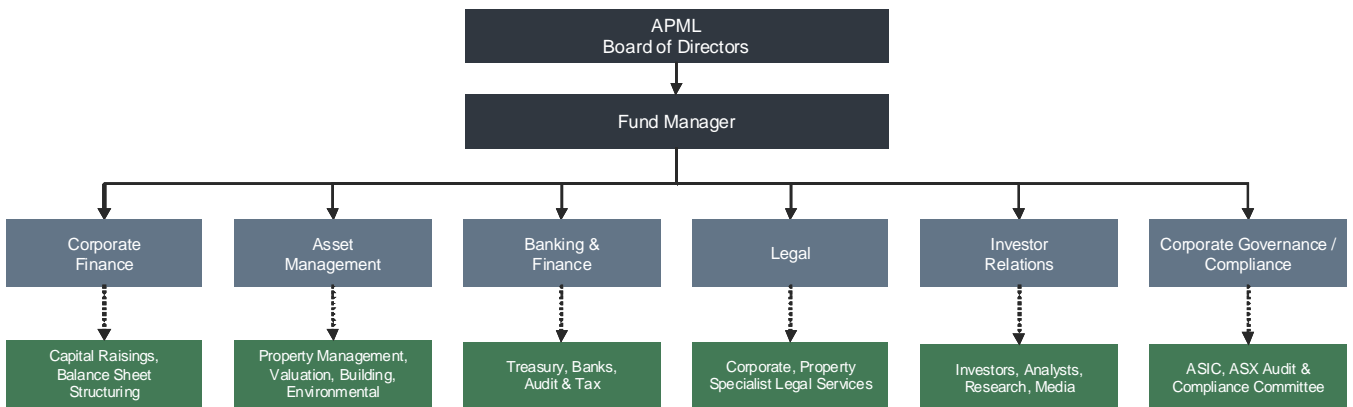 APML
Board of Directors
Fund Manager
Corporate
Finance
Asset
Management
Banking &
Finance
Legal
Investor
Relations
Corporate Governance /
Compliance
Capital Raisings,
Balance Sheet
Structuring
Property Management,
Valuation, Building,
Environmental
Treasury, Banks,
Audit & Tax
Corporate, Property
Specialist Legal Services
Investors, Analysts,
Research, Media
ASIC, ASX Audit &
Compliance Committee